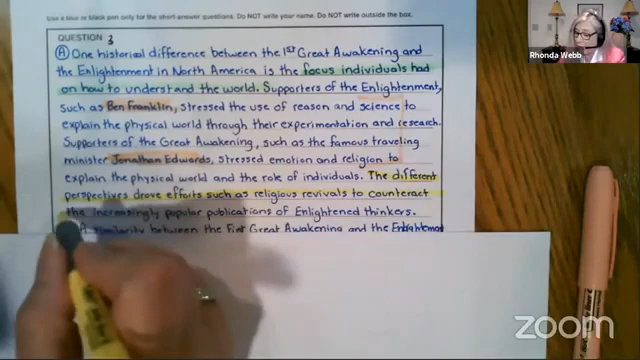 Use a blue or black pen only for the short answer questions. Do NOT write your name. Do NOT write outside the box.
QUESTION 3
Ⓐ One historical difference between the 1st Great Awakening and
the Enlightenment in North America is the focus individuals had
on how to understand the world. Supporters of the Enlightenment,
such as Ben Franklin, stressed the use of reason and science to
explain the physical world through their experimentation and research.
Supporters of the Great Awakening, such as the famous traveling
minister Jonathan Edwards, stressed emotion and religion to
explain the physical world and the role of individuals. The different
perspectives drove efforts such as religious revivals to counteract
the increasingly popular publications of Enlightened thinkers.
A similarity between the First Great Awakening and the Enlightenment
Rhonda Webb
zoom